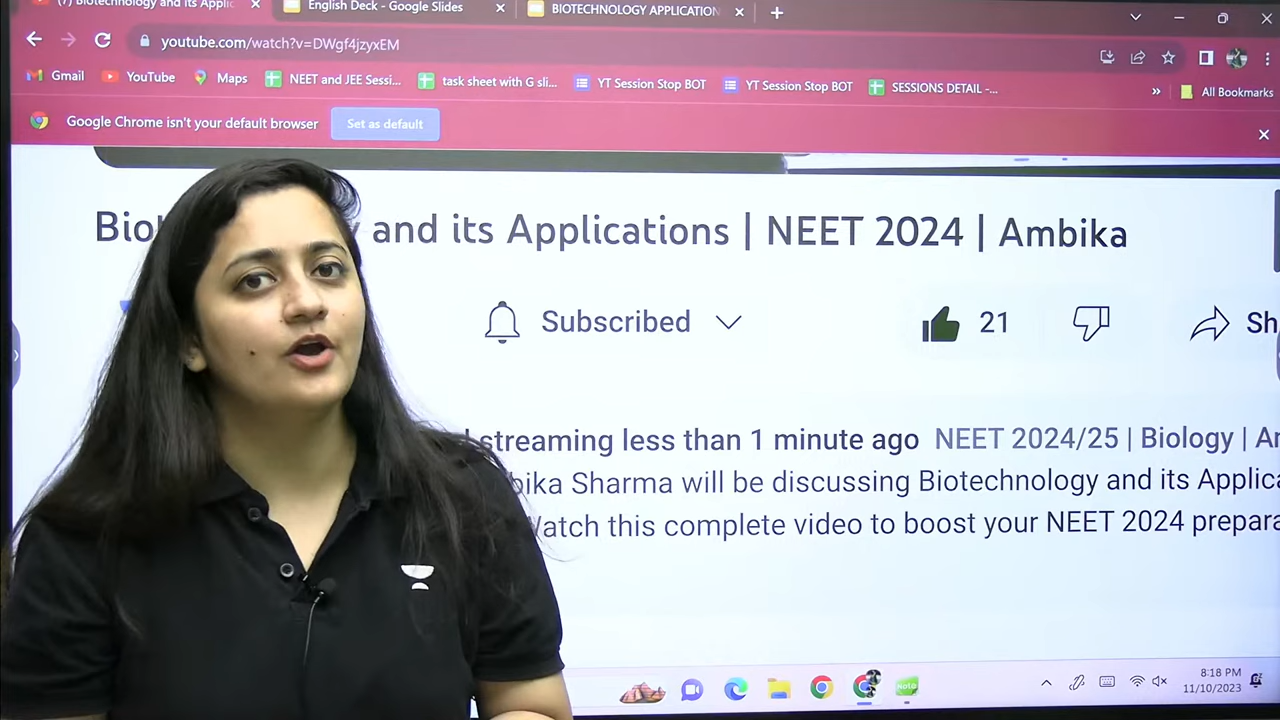 (7) Biotechnology and its Applic
English Deck - Google Slides
BIOTECHNOLOGY APPLICATION
youtube.com/watch?v=DWgf4jzyxEM
Gmail
YouTube
Maps
NEET and JEE Sessi...
task sheet with G sli...
YT Session Stop BOT
YT Session Stop BOT
SESSIONS DETAIL -...
All Bookmarks
Google Chrome isn't your default browser
Set as default
Bio y and its Applications | NEET 2024 | Ambika
Subscribed
21
Sh
streaming less than 1 minute ago NEET 2024/25 | Biology | Am
bika Sharma will be discussing Biotechnology and its Applica
Watch this complete video to boost your NEET 2024 prepara
8:18 PM
11/10/2023